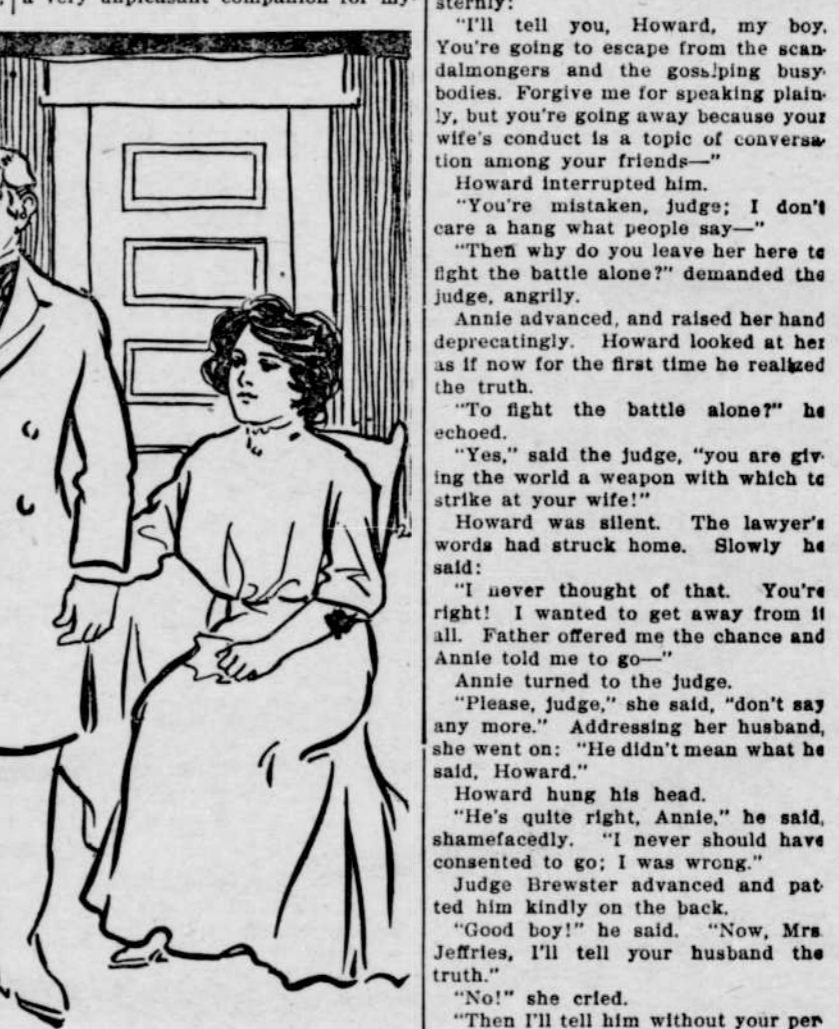 a very unpleasant companion for my-
sternly:
"I'll tell you, Howard, my boy.
You're going to escape from the scan-
dalmongers and the gossiping busy-
bodies. Forgive me for speaking plain-
ly, but you're going away because your
wife's conduct is a topic of conversa-
tion among your friends—"
Howard interrupted him.
"You're mistaken, judge; I don't
care a hang what people say—"
"Then why do you leave her here to
fight the battle alone?" demanded the
judge, angrily.
Annie advanced, and raised her hand
deprecatingly. Howard looked at her
as if now for the first time he realized
the truth.
"To fight the battle alone?" he
echoed.
"Yes," said the judge, "you are giv-
ing the world a weapon with which to
strike at your wife!"
Howard was silent. The lawyer's
words had struck home. Slowly he
said:
"I never thought of that. You're
right! I wanted to get away from it
all. Father offered me the chance and
Annie told me to go—"
Annie turned to the judge.
"Please, judge," she said, "don't say
any more." Addressing her husband,
she went on: "He didn't mean what he
said, Howard."
Howard hung his head.
"He's quite right, Annie," he said,
shamefacedly. "I never should have
consented to go; I was wrong."
Judge Brewster advanced and pat-
ted him kindly on the back.
"Good boy!" he said. "Now, Mrs.
Jeffries, I'll tell your husband the
truth."
"No!" she cried.
"Then I'll tell him without your per-